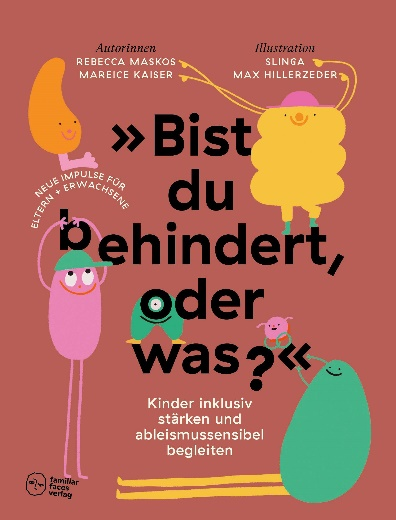 Autorinnen
REBECCA MASKOS
MAREICE KAISER
Illustration
SLINGA
MAX HILLERZEDER
NEUE IMPULSE FÜR
ELTERN + ERWACHSENE
»Bist
du
behindert,
oder
was?«
Kinder inklusiv
stärken und
ableismussensibel
begleiten
familiar
faces
verlag